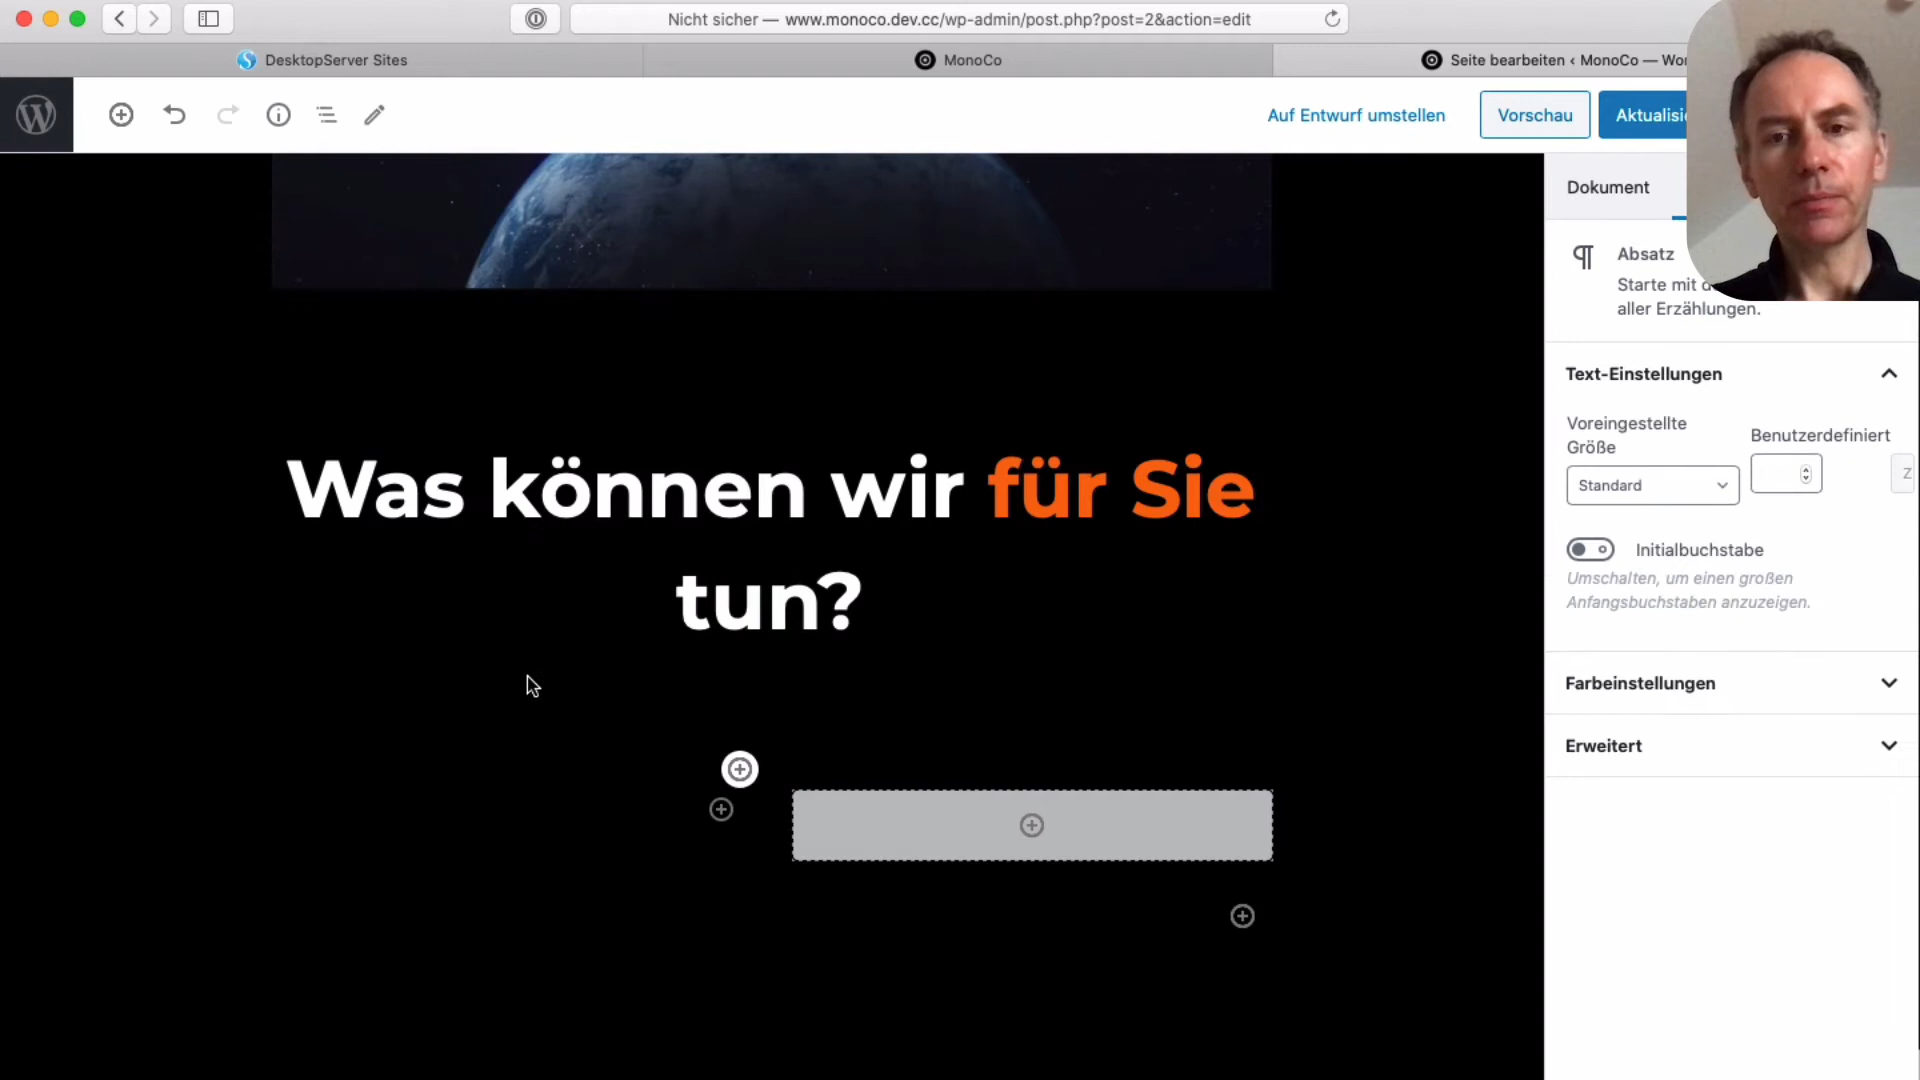 Nicht sicher — www.monoco.dev.cc/wp-admin/post.php?post=2&action=edit
DesktopServer Sites
MonoCo
Seite bearbeiten ‹ MonoCo — Wor
Auf Entwurf umstellen
Vorschau
Aktualisie
Dokument
Absatz
Starte mit d
aller Erzählungen.
Text-Einstellungen
Voreingestellte
Größe
Benutzerdefiniert
Standard
Z
Initialbuchstabe
Umschalten, um einen großen
Anfangsbuchstaben anzuzeigen.
Farbeinstellungen
Erweitert
Was können wir für Sie
tun?